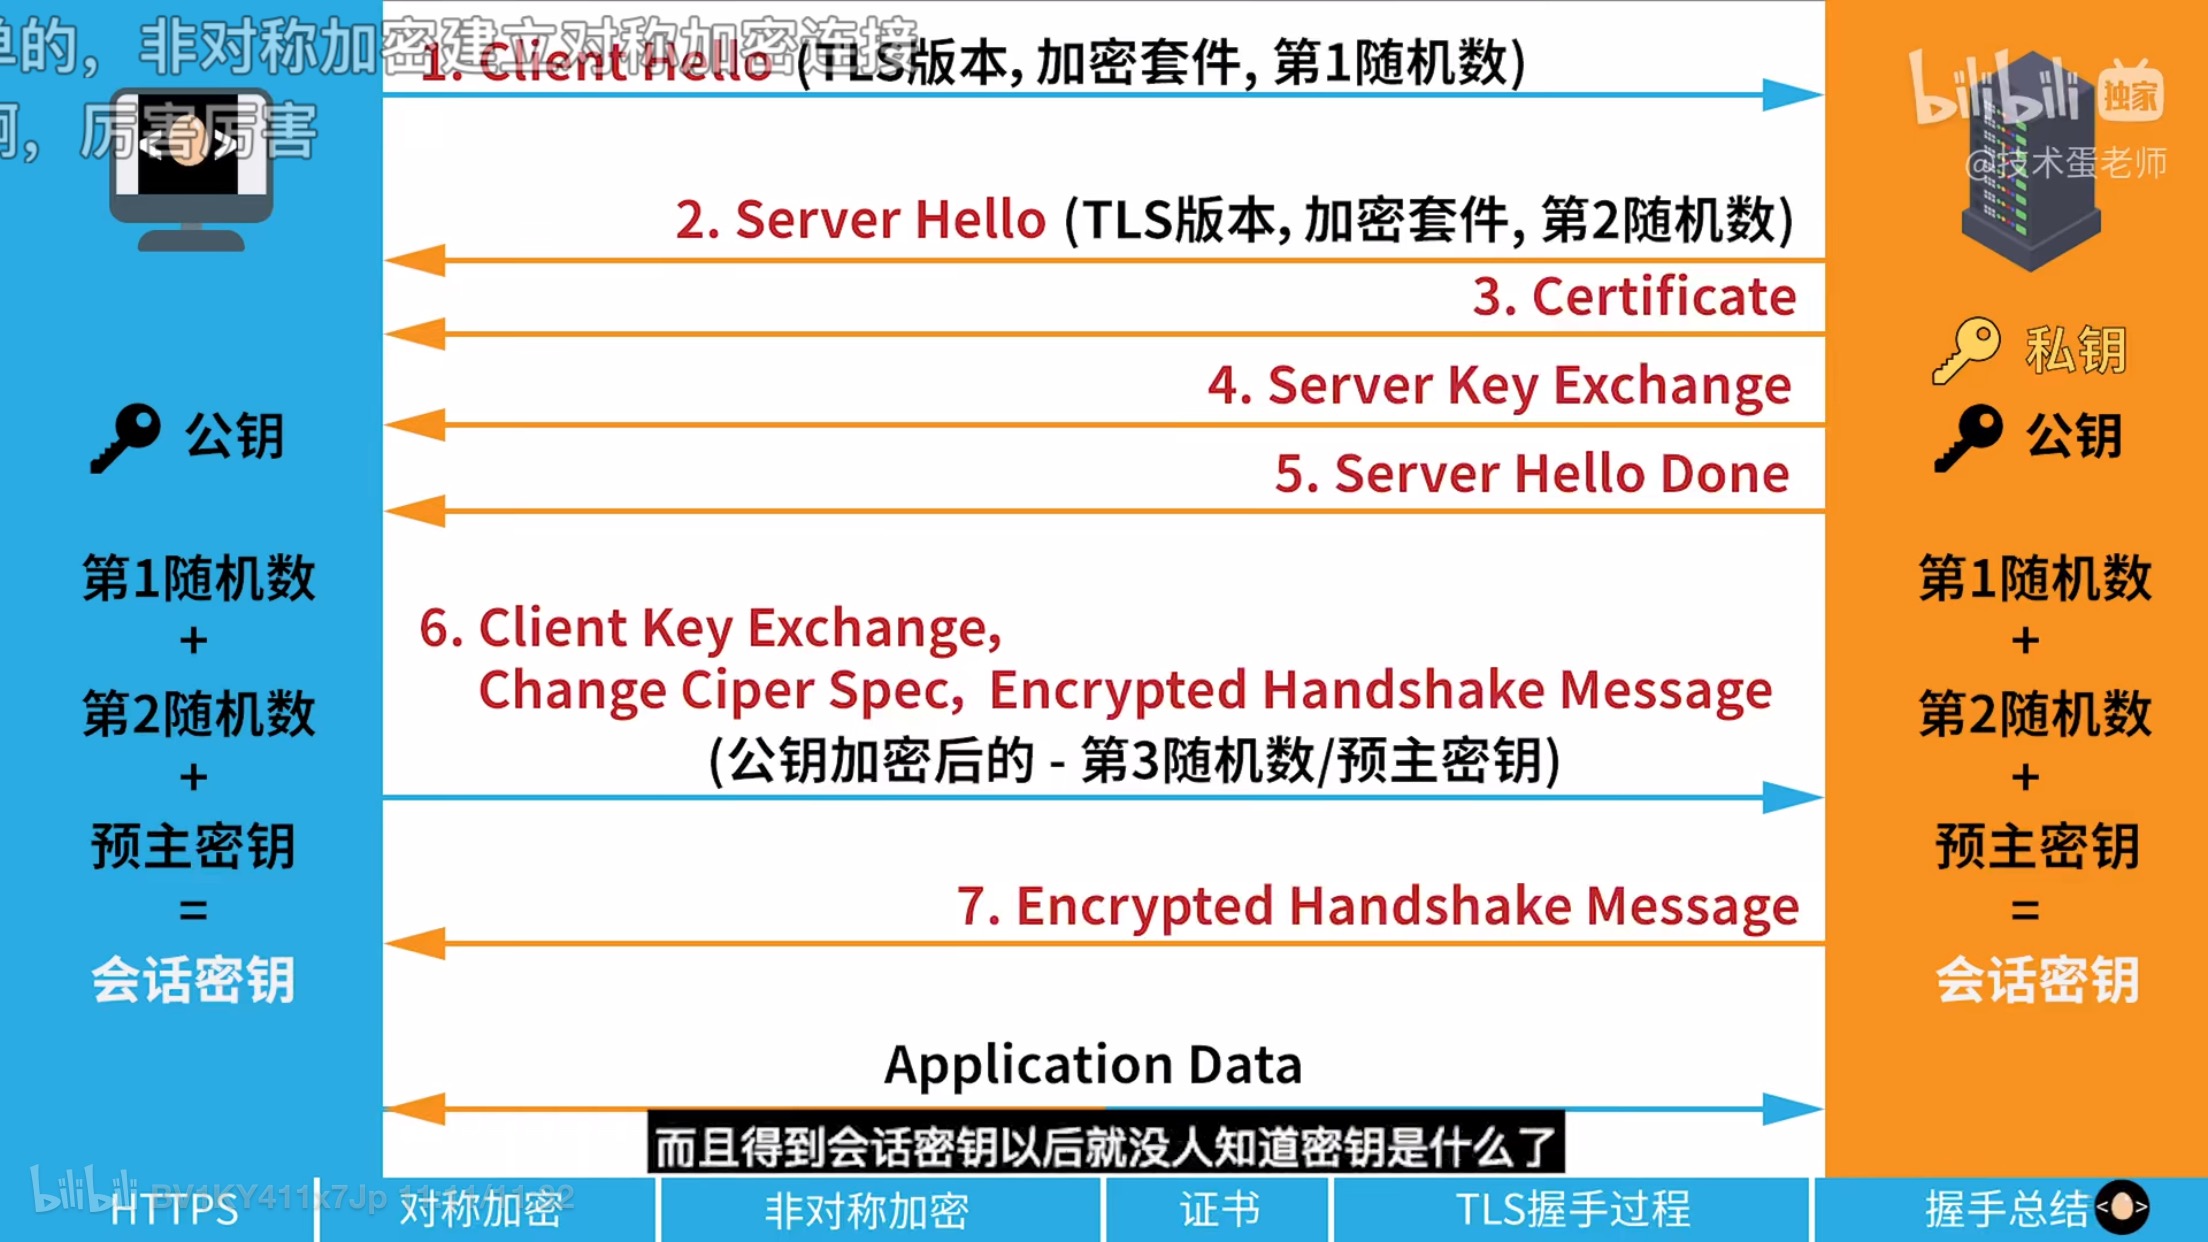 单的，非对称加密建立对称加密连接
啊，厉害厉害
1. Client Hello (TLS版本, 加密套件, 第1随机数)
bilibili 独家
@技术蛋老师
2. Server Hello (TLS版本, 加密套件, 第2随机数)
3. Certificate
私钥
4. Server Key Exchange
公钥
公钥
5. Server Hello Done
第1随机数
+
第2随机数
+
预主密钥
=
会话密钥
6. Client Key Exchange,
Change Ciper Spec, Encrypted Handshake Message
(公钥加密后的 - 第3随机数/预主密钥)
7. Encrypted Handshake Message
Application Data
第1随机数
+
第2随机数
+
预主密钥
=
会话密钥
而且得到会话密钥以后就没人知道密钥是什么了
bilibili BV1KY411x7Jp
HTTPS
对称加密
非对称加密
证书
TLS握手过程
握手总结